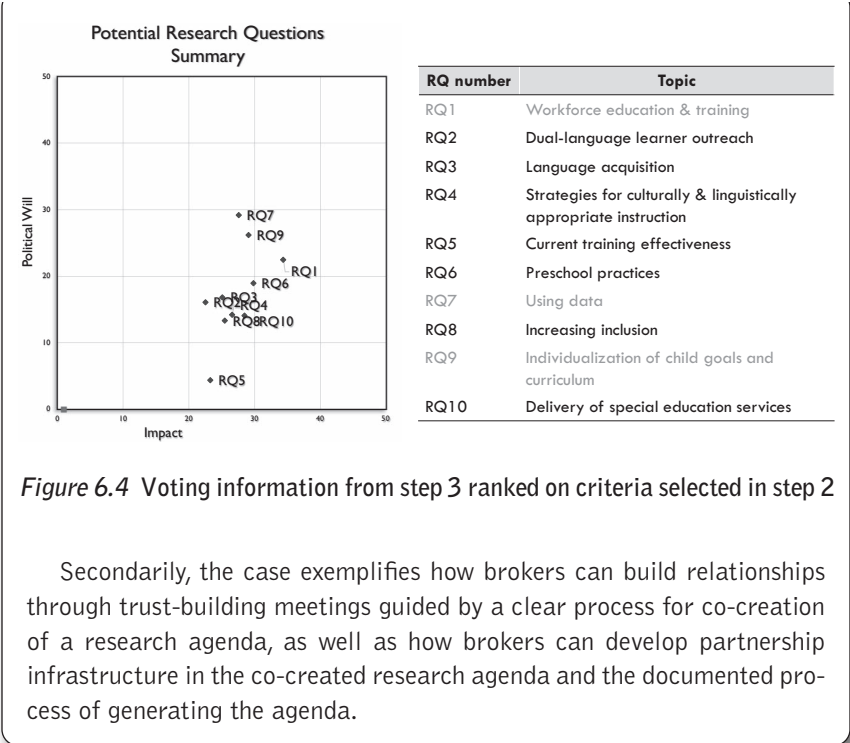 Potential Research Questions
Summary
50
40
30
20
10
0
Political Will
RQ7
RQ9
RQ1
RQ6
RQ3
RQ2
RQ4
RQ8
RQ10
RQ5
0 10 20 30 40 50
Impact
RQ number Topic
RQ1 Workforce education & training
RQ2 Dual-language learner outreach
RQ3 Language acquisition
RQ4 Strategies for culturally & linguistically
appropriate instruction
RQ5 Current training effectiveness
RQ6 Preschool practices
RQ7 Using data
RQ8 Increasing inclusion
RQ9 Individualization of child goals and
curriculum
RQ10 Delivery of special education services
Figure 6.4 Voting information from step 3 ranked on criteria selected in step 2
Secondarily, the case exemplifies how brokers can build relationships
through trust-building meetings guided by a clear process for co-creation
of a research agenda, as well as how brokers can develop partnership
infrastructure in the co-created research agenda and the documented pro-
cess of generating the agenda.